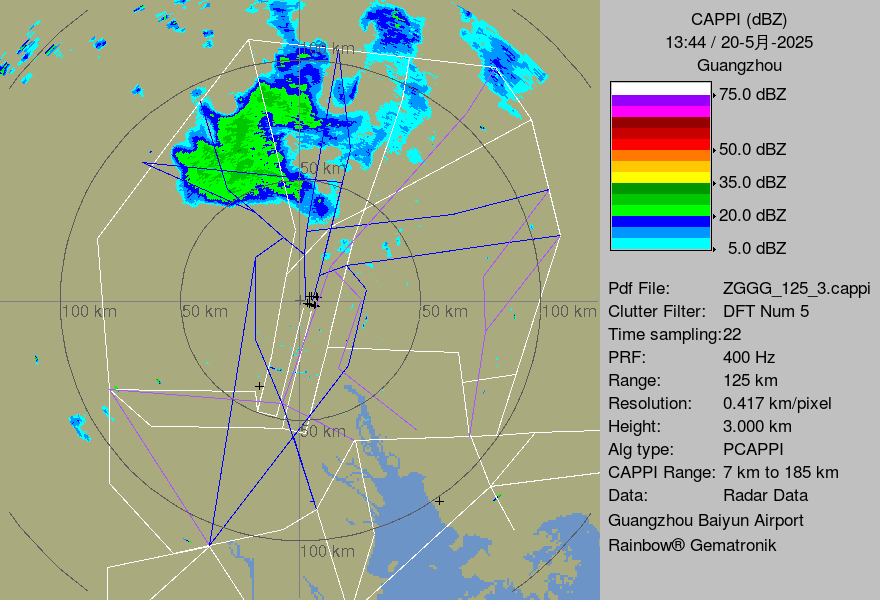 CAPPI (dBZ)
13:44 / 20-5月-2025
Guangzhou
75.0 dBZ
50.0 dBZ
35.0 dBZ
20.0 dBZ
5.0 dBZ
Pdf File: ZGGG_125_3.cappi
Clutter Filter: DFT Num 5
Time sampling:22
PRF: 400 Hz
Range: 125 km
Resolution: 0.417 km/pixel
Height: 3.000 km
Alg type: PCAPPI
CAPPI Range: 7 km to 185 km
Data: Radar Data
Guangzhou Baiyun Airport
Rainbow® Gematronik
100 km
50 km
100 km
50 km
50 km
100 km
50 km
100 km